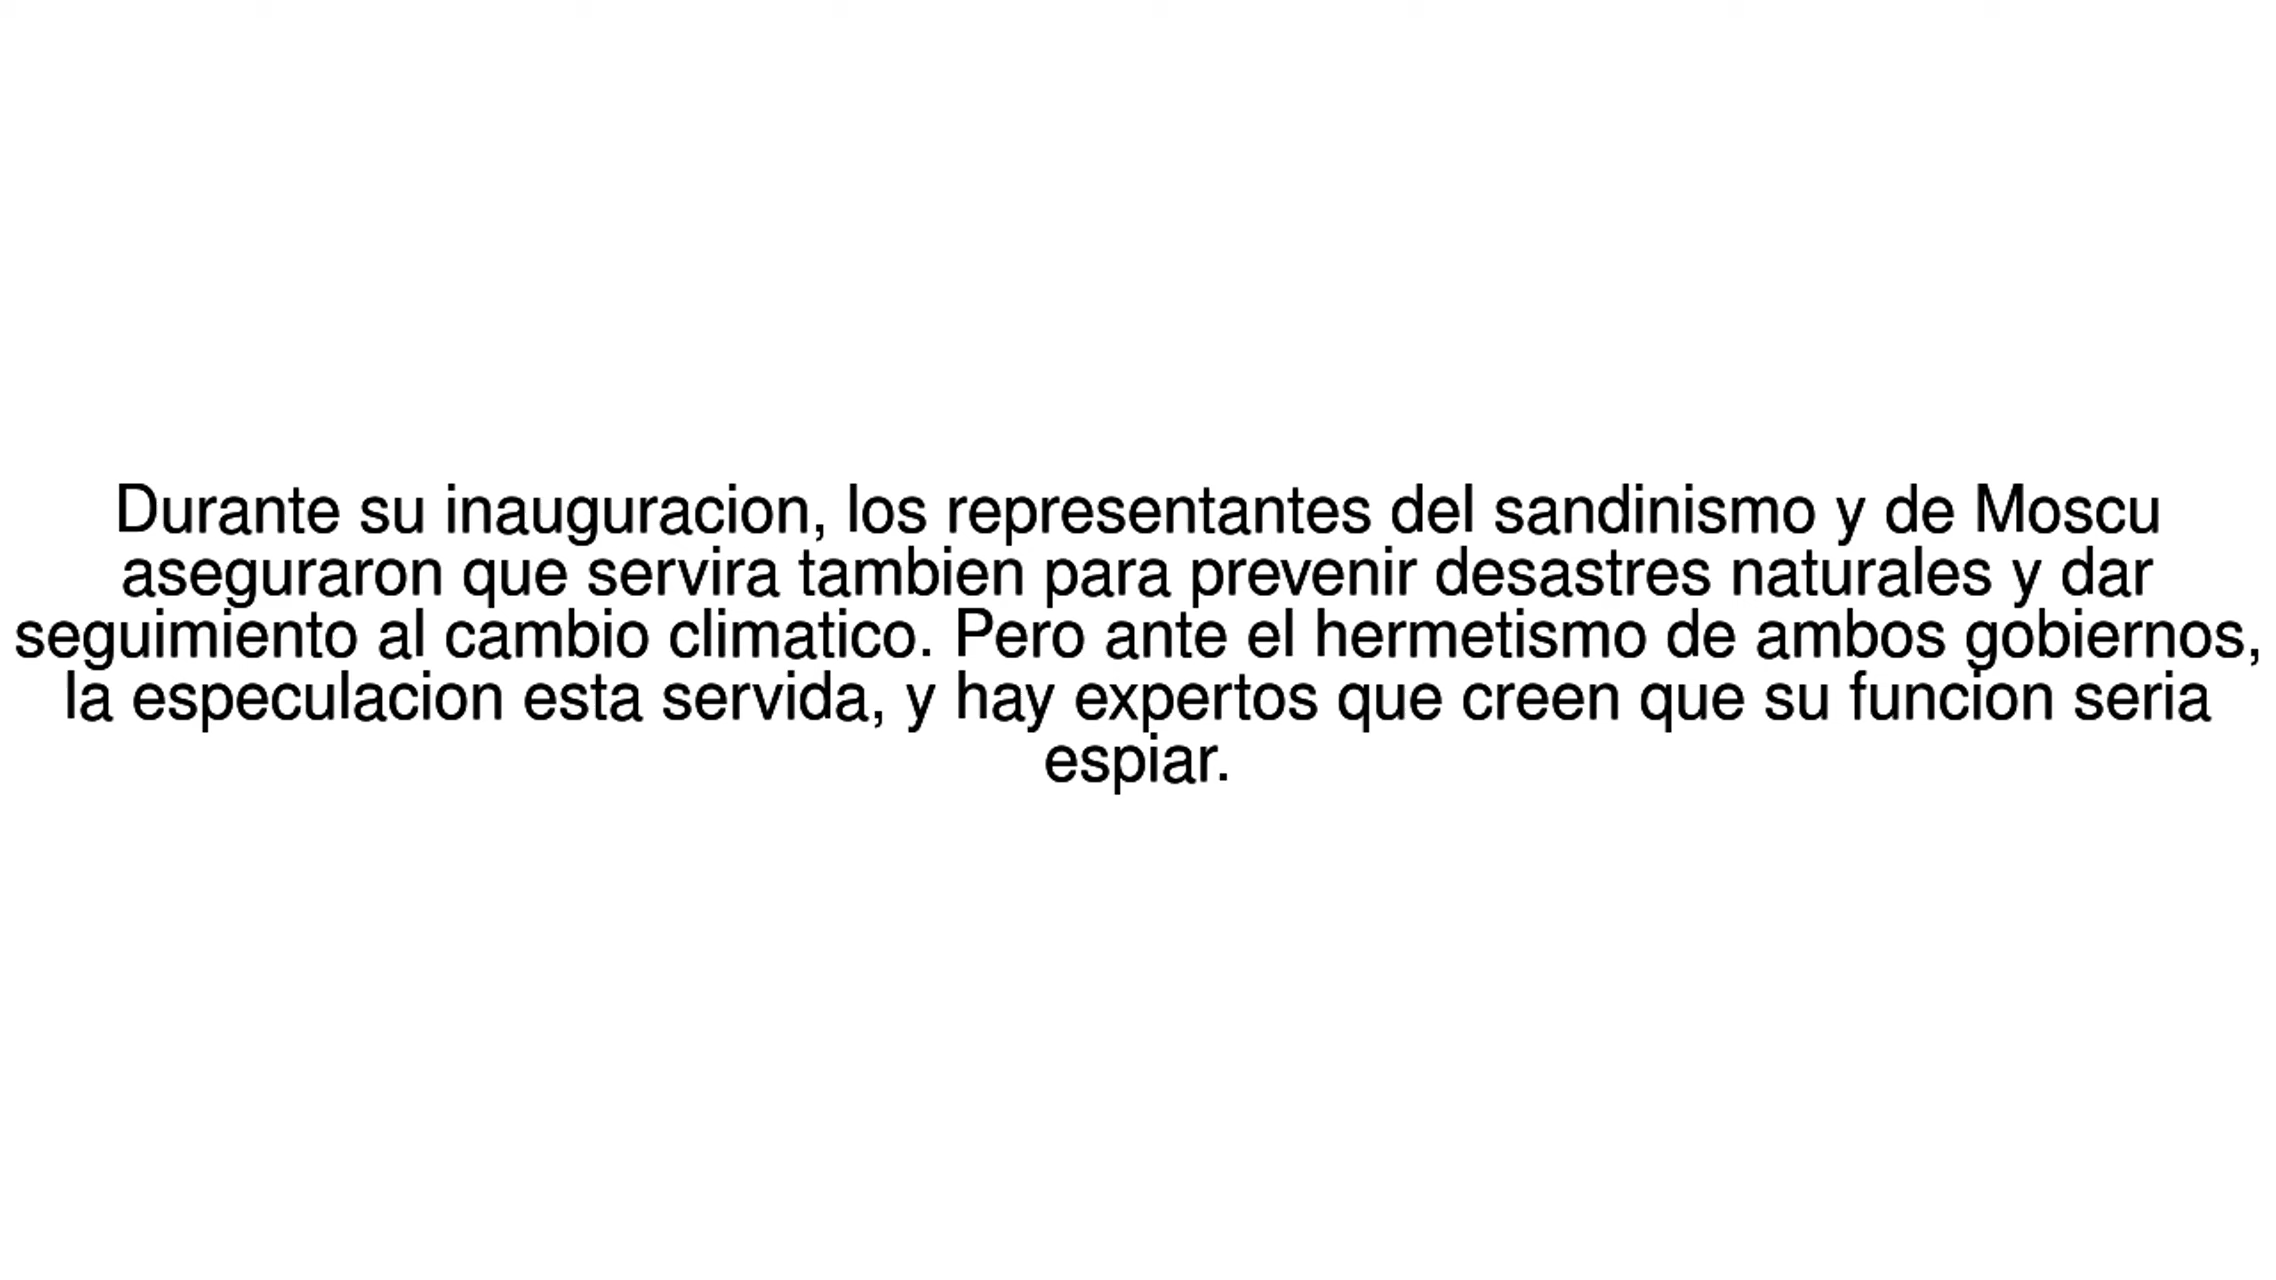 Durante su inauguracion, los representantes del sandinismo y de Moscu
aseguraron que servira tambien para prevenir desastres naturales y dar
seguimiento al cambio climatico. Pero ante el hermetismo de ambos gobiernos,
la especulacion esta servida, y hay expertos que creen que su funcion seria
espiar.